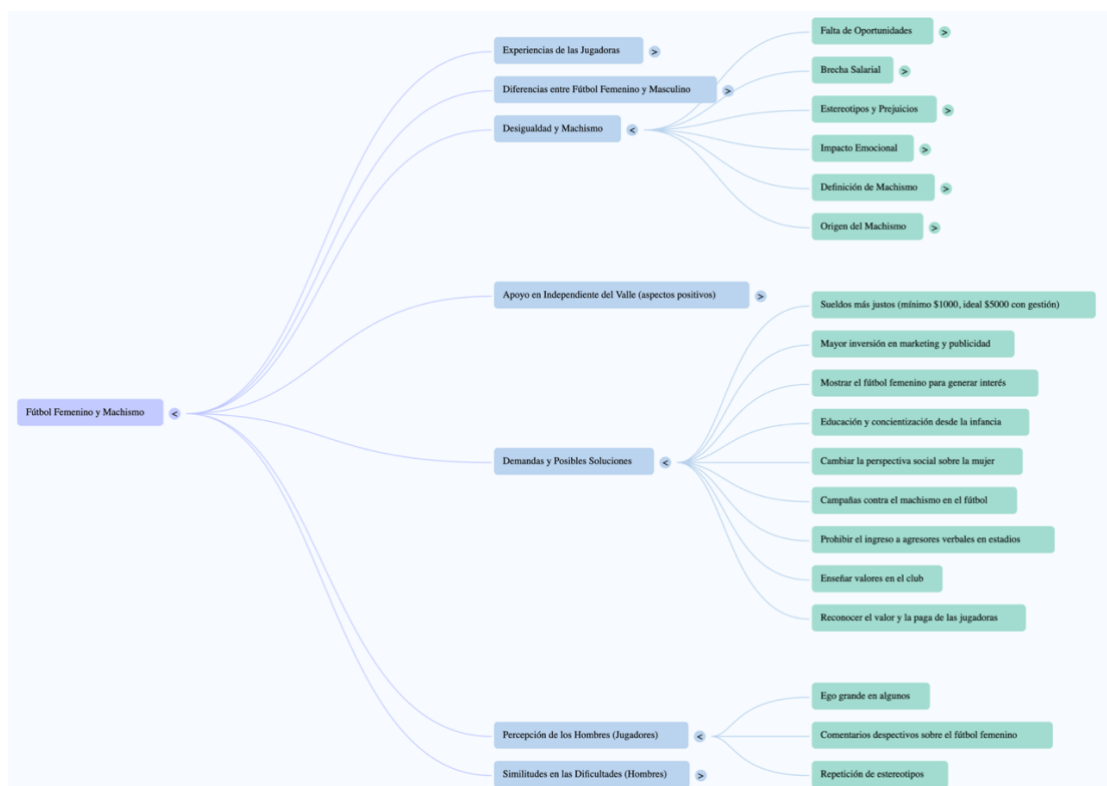 Fútbol Femenino y Machismo
Experiencias de las Jugadoras
Diferencias entre Fútbol Femenino y Masculino
Desigualdad y Machismo
Falta de Oportunidades
Brecha Salarial
Estereotipos y Prejuicios
Impacto Emocional
Definición de Machismo
Origen del Machismo
Apoyo en Independiente del Valle (aspectos positivos)
Demandas y Posibles Soluciones
Sueldos más justos (mínimo $1000, ideal $5000 con gestión)
Mayor inversión en marketing y publicidad
Mostrar el fútbol femenino para generar interés
Educación y concientización desde la infancia
Cambiar la perspectiva social sobre la mujer
Campañas contra el machismo en el fútbol
Prohibir el ingreso a agresores verbales en estadios
Enseñar valores en el club
Reconocer el valor y la paga de las jugadoras
Percepción de los Hombres (Jugadores)
Ego grande en algunos
Comentarios despectivos sobre el fútbol femenino
Repetición de estereotipos
Similitudes en las Dificultades (Hombres)